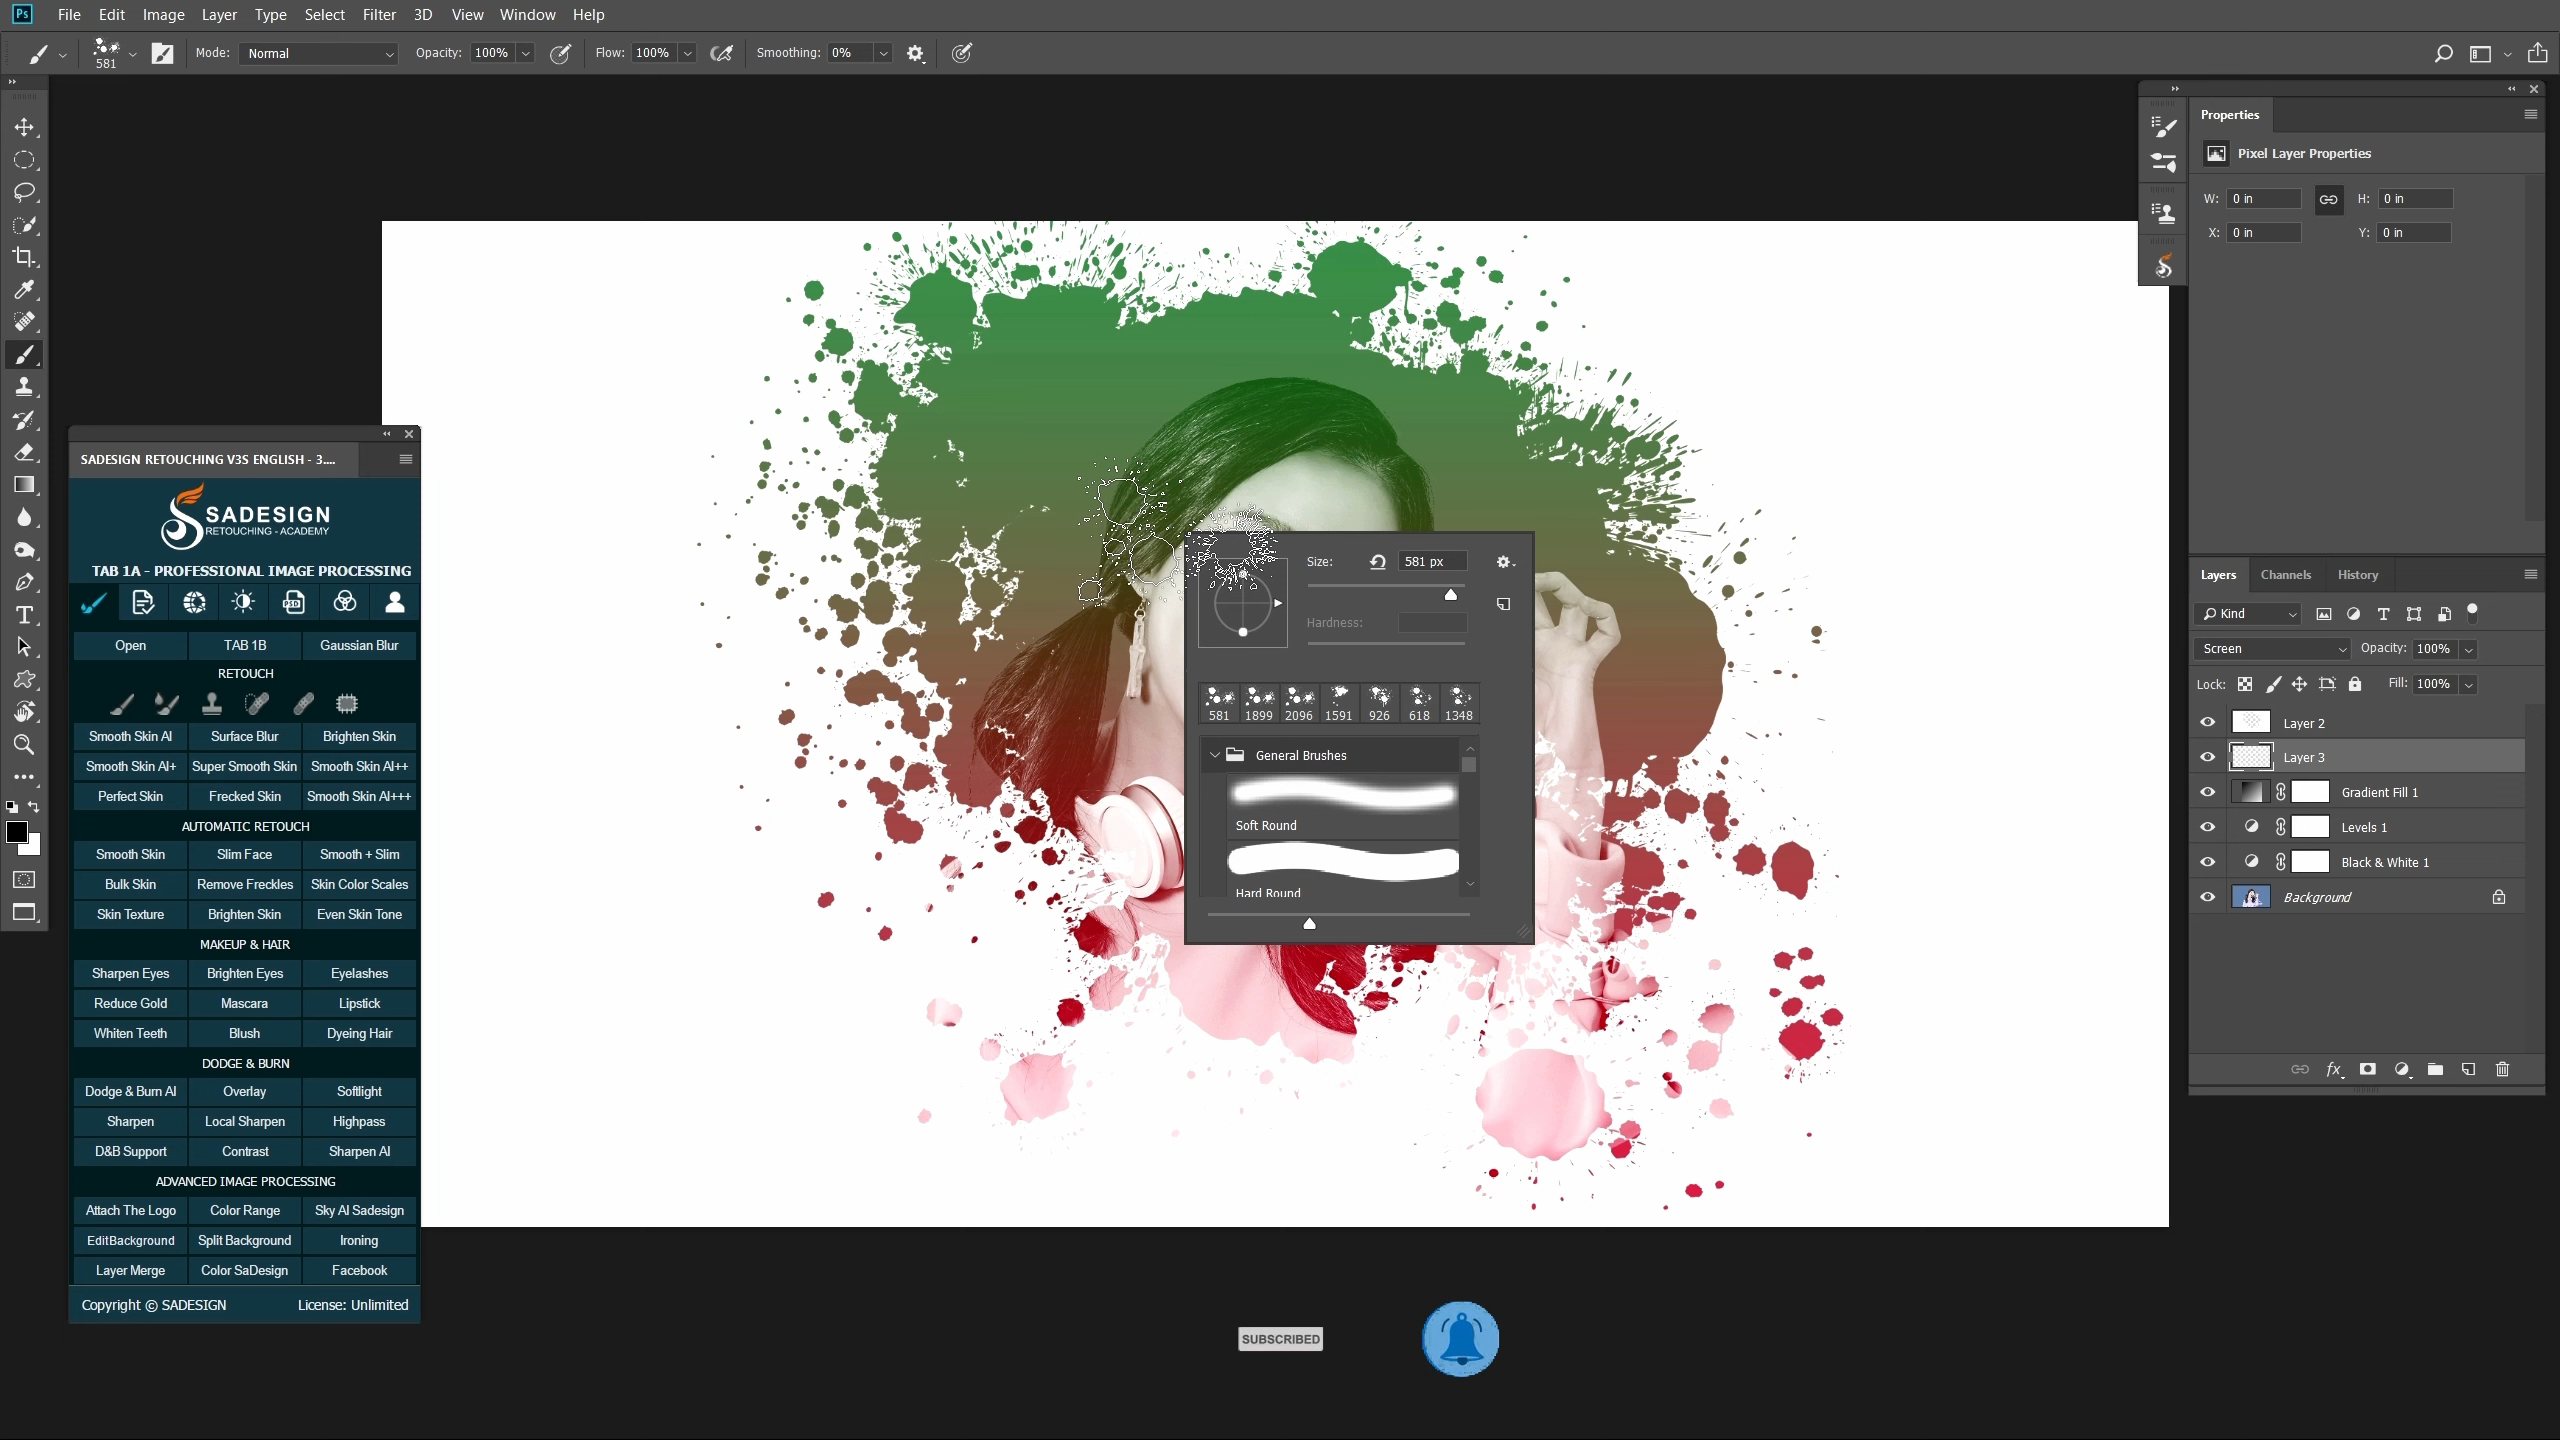 Ps File Edit Image Layer Type Select Filter 3D View Window Help
581 Mode: Normal Opacity: 100% Flow: 100% Smoothing: 0%
Properties
Pixel Layer Properties
W: 0 in H: 0 in
X: 0 in Y: 0 in
SADESIGN RETOUCHING V3S ENGLISH - 3....
SADESIGN
RETOUCHING - ACADEMY
TAB 1A - PROFESSIONAL IMAGE PROCESSING
PSD
Open TAB 1B Gaussian Blur
RETOUCH
Smooth Skin AI Surface Blur Brighten Skin
Smooth Skin AI+ Super Smooth Skin Smooth Skin AI++
Perfect Skin Frecked Skin Smooth Skin AI+++
AUTOMATIC RETOUCH
Smooth Skin Slim Face Smooth + Slim
Bulk Skin Remove Freckles Skin Color Scales
Skin Texture Brighten Skin Even Skin Tone
MAKEUP & HAIR
Sharpen Eyes Brighten Eyes Eyelashes
Reduce Gold Mascara Lipstick
Whiten Teeth Blush Dyeing Hair
DODGE & BURN
Dodge & Burn AI Overlay Softlight
Sharpen Local Sharpen Highpass
D&B Support Contrast Sharpen AI
ADVANCED IMAGE PROCESSING
Attach The Logo Color Range Sky AI Sadesign
EditBackground Split Background Ironing
Layer Merge Color SaDesign Facebook
Copyright © SADESIGN License: Unlimited
Size: 581 px
Hardness:
581 1899 2096 1591 926 618 1348
General Brushes
Soft Round
Hard Round
Layers Channels History
Kind
Screen Opacity: 100%
Lock: Fill: 100%
Layer 2
Layer 3
Gradient Fill 1
Levels 1
Black & White 1
Background
fx
SUBSCRIBED